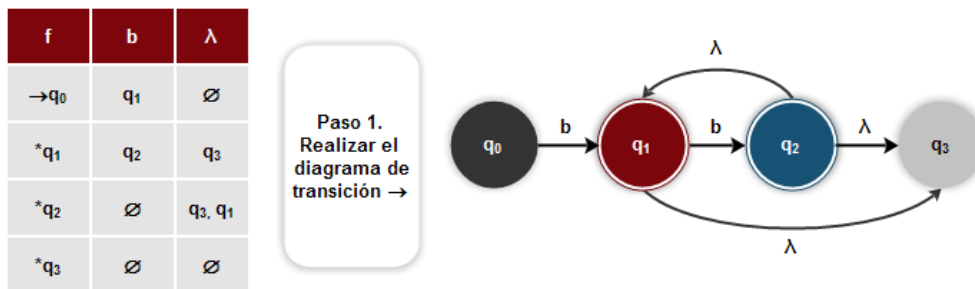 f b λ
→q₀ q₁ ∅
*q₁ q₂ q₃
*q₂ ∅ q₃, q₁
*q₃ ∅ ∅
Paso 1.
Realizar el
diagrama de
transición →
λ
b b λ
q₀ q₁ q₂ q₃
λ